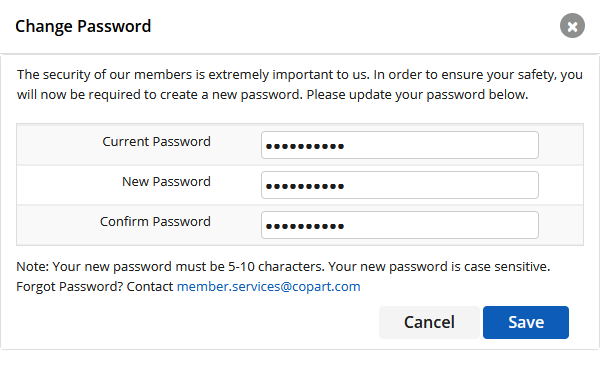 Change Password
The security of our members is extremely important to us. In order to ensure your safety, you
will now be required to create a new password. Please update your password below.
Current Password ••••••••••
New Password ••••••••••
Confirm Password ••••••••••
Note: Your new password must be 5-10 characters. Your new password is case sensitive.
Forgot Password? Contact member.services@copart.com
Cancel Save